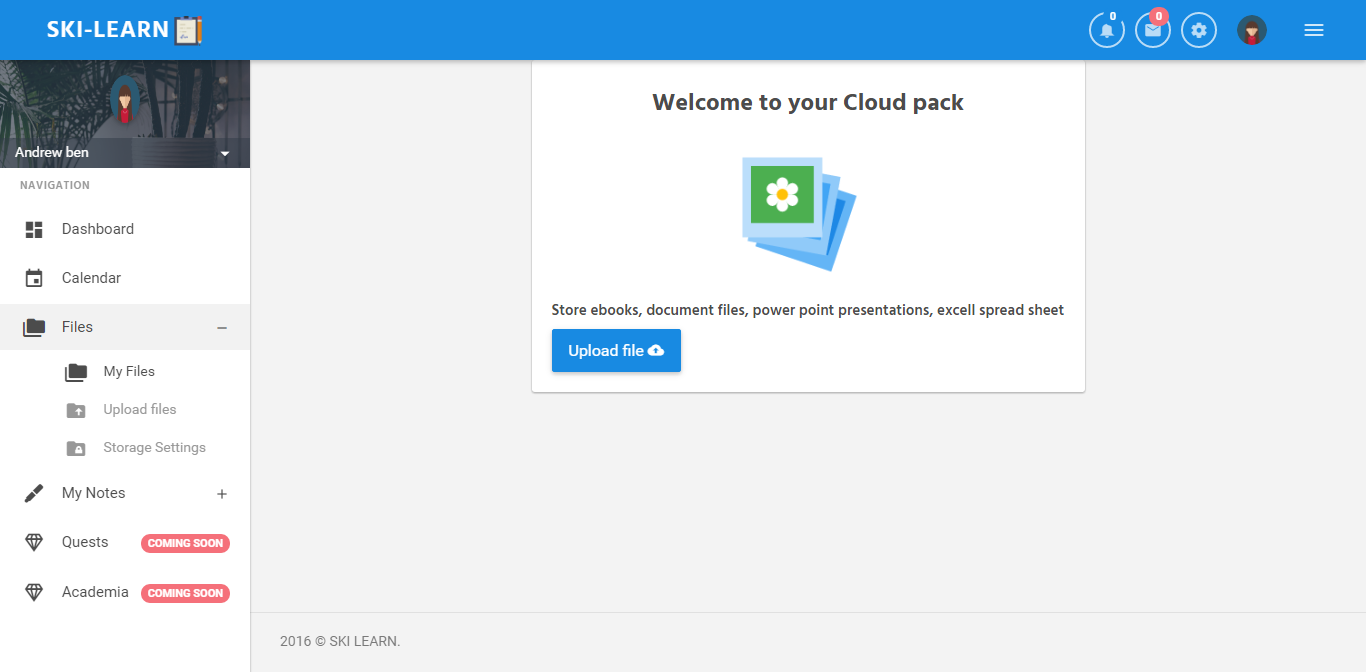 SKI-LEARN
0
0
Andrew ben
NAVIGATION
Dashboard
Calendar
Files
My Files
Upload files
Storage Settings
My Notes
Quests COMING SOON
Academia COMING SOON
Welcome to your Cloud pack
Store ebooks, document files, power point presentations, excell spread sheet
Upload file
2016 © SKI LEARN.